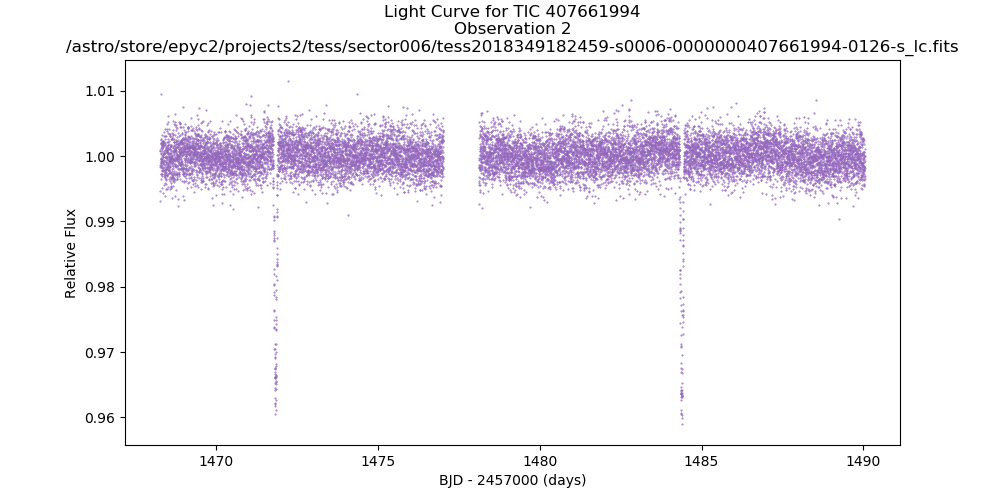 Light Curve for TIC 407661994
Observation 2
/astro/store/epyc2/projects2/tess/sector006/tess2018349182459-s0006-0000000407661994-0126-s_lc.fits
1.01
1.00
0.99
0.98
0.97
0.96
Relative Flux
1470
1475
1480
1485
1490
BJD - 2457000 (days)